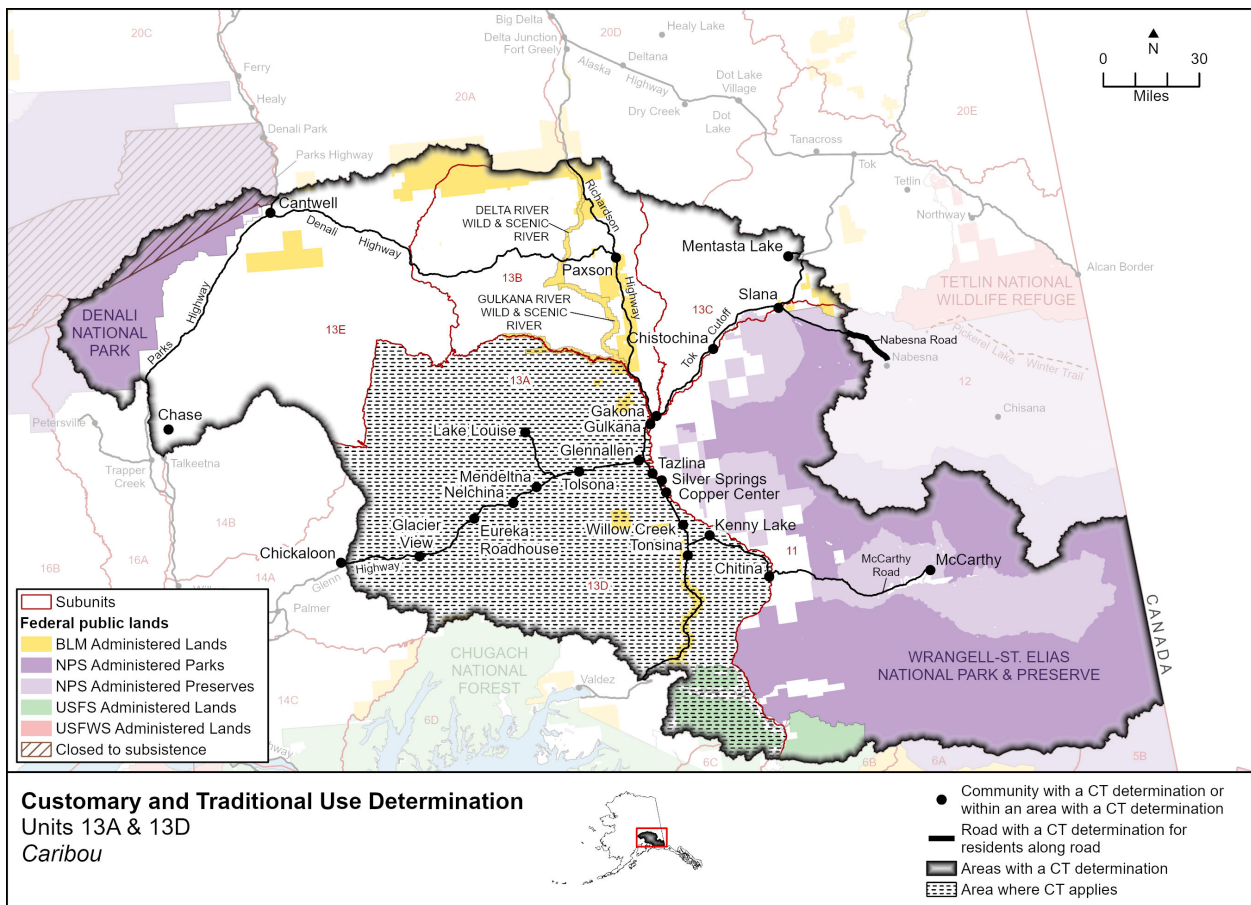 20C
Big Delta
20D
Healy Lake
Delta Junction
Fort Greely
Deltana
Alaska
Highway
Dot Lake
Village
Dry Creek
Dot
Lake
20E
Ferry
20A
Healy
Denali Park
Parks Highway
Tanacross
Tok
Tetlin
Northway
Alcan Border
N
0
30
Miles
Cantwell
Denali
Highway
Richardson
DELTA RIVER
WILD & SCENIC
RIVER
Paxson
13B
Highway
Mentasta Lake
TETLIN NATIONAL
WILDLIFE REFUGE
Slana
13C
GULKANA RIVER
WILD & SCENIC
RIVER
Chistochina
Tok
Cutoff
Nabesna Road
Nabesna
Pickerel Lake
Winter Trail
12
Chisana
DENALI
NATIONAL
PARK
Highway
Parks
13E
13A
Petersville
Chase
Trapper
Creek
Talkeetna
Gakona
Gulkana
Lake Louise
Glennallen
Tazlina
Silver Springs
Copper Center
Mendeltna
Nelchina
Tolsona
14B
Glacier
View
Eureka
Roadhouse
Willow Creek
Tonsina
Kenny Lake
16A
16B
14A
Chickaloon
Glenn
Highway
Palmer
Chitina
11
McCarthy
Road
McCarthy
13D
CANADA
WRANGELL-ST. ELIAS
NATIONAL PARK & PRESERVE
CHUGACH
NATIONAL
FOREST
Valdez
14C
6D
6C
6B
6A
5B
Subunits
Federal public lands
BLM Administered Lands
NPS Administered Parks
NPS Administered Preserves
USFS Administered Lands
USFWS Administered Lands
Closed to subsistence
Customary and Traditional Use Determination
Units 13A & 13D
Caribou
Community with a CT determination or
within an area with a CT determination
Road with a CT determination for
residents along road
Areas with a CT determination
Area where CT applies